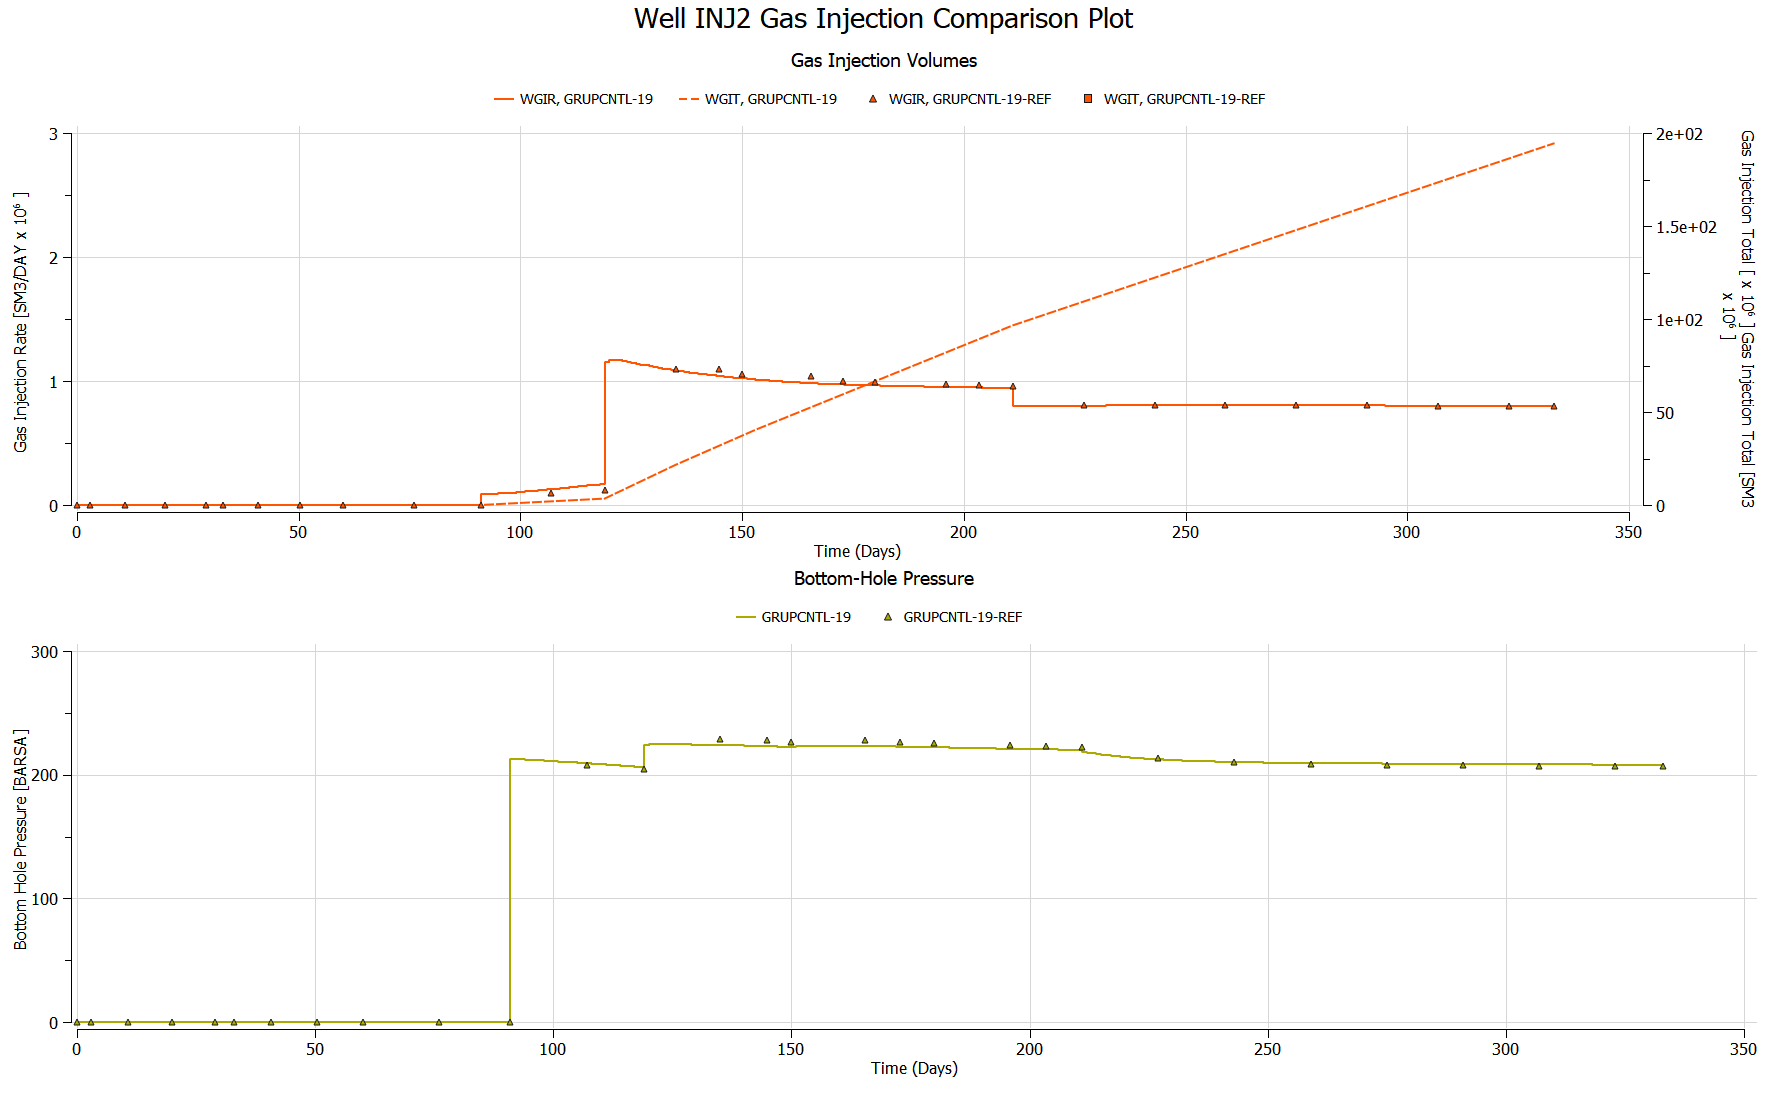 Well INJ2 Gas Injection Comparison Plot
Gas Injection Volumes
WGIR, GRUPCNTL-19 WGIT, GRUPCNTL-19 WGIR, GRUPCNTL-19-REF WGIT, GRUPCNTL-19-REF
Gas Injection Rate [SM3/DAY x 10⁶ ]
3
2
1
0
2e+02
1.5e+02
1e+02
50
0
Gas Injection Total [ x 10⁶ ] Gas Injection Total [SM3
x 10⁶ ]
0 50 100 150 200 250 300 350
Time (Days)
Bottom-Hole Pressure
GRUPCNTL-19 GRUPCNTL-19-REF
Bottom Hole Pressure [BARSA]
300
200
100
0
0 50 100 150 200 250 300 350
Time (Days)